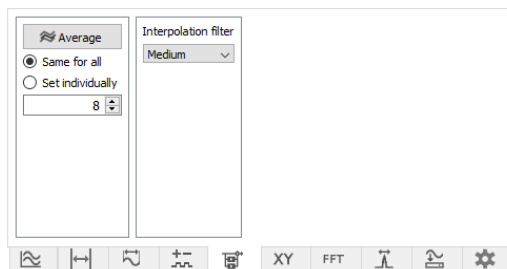 Average
Same for all
Set individually
8
Interpolation filter
Medium
XY
FFT